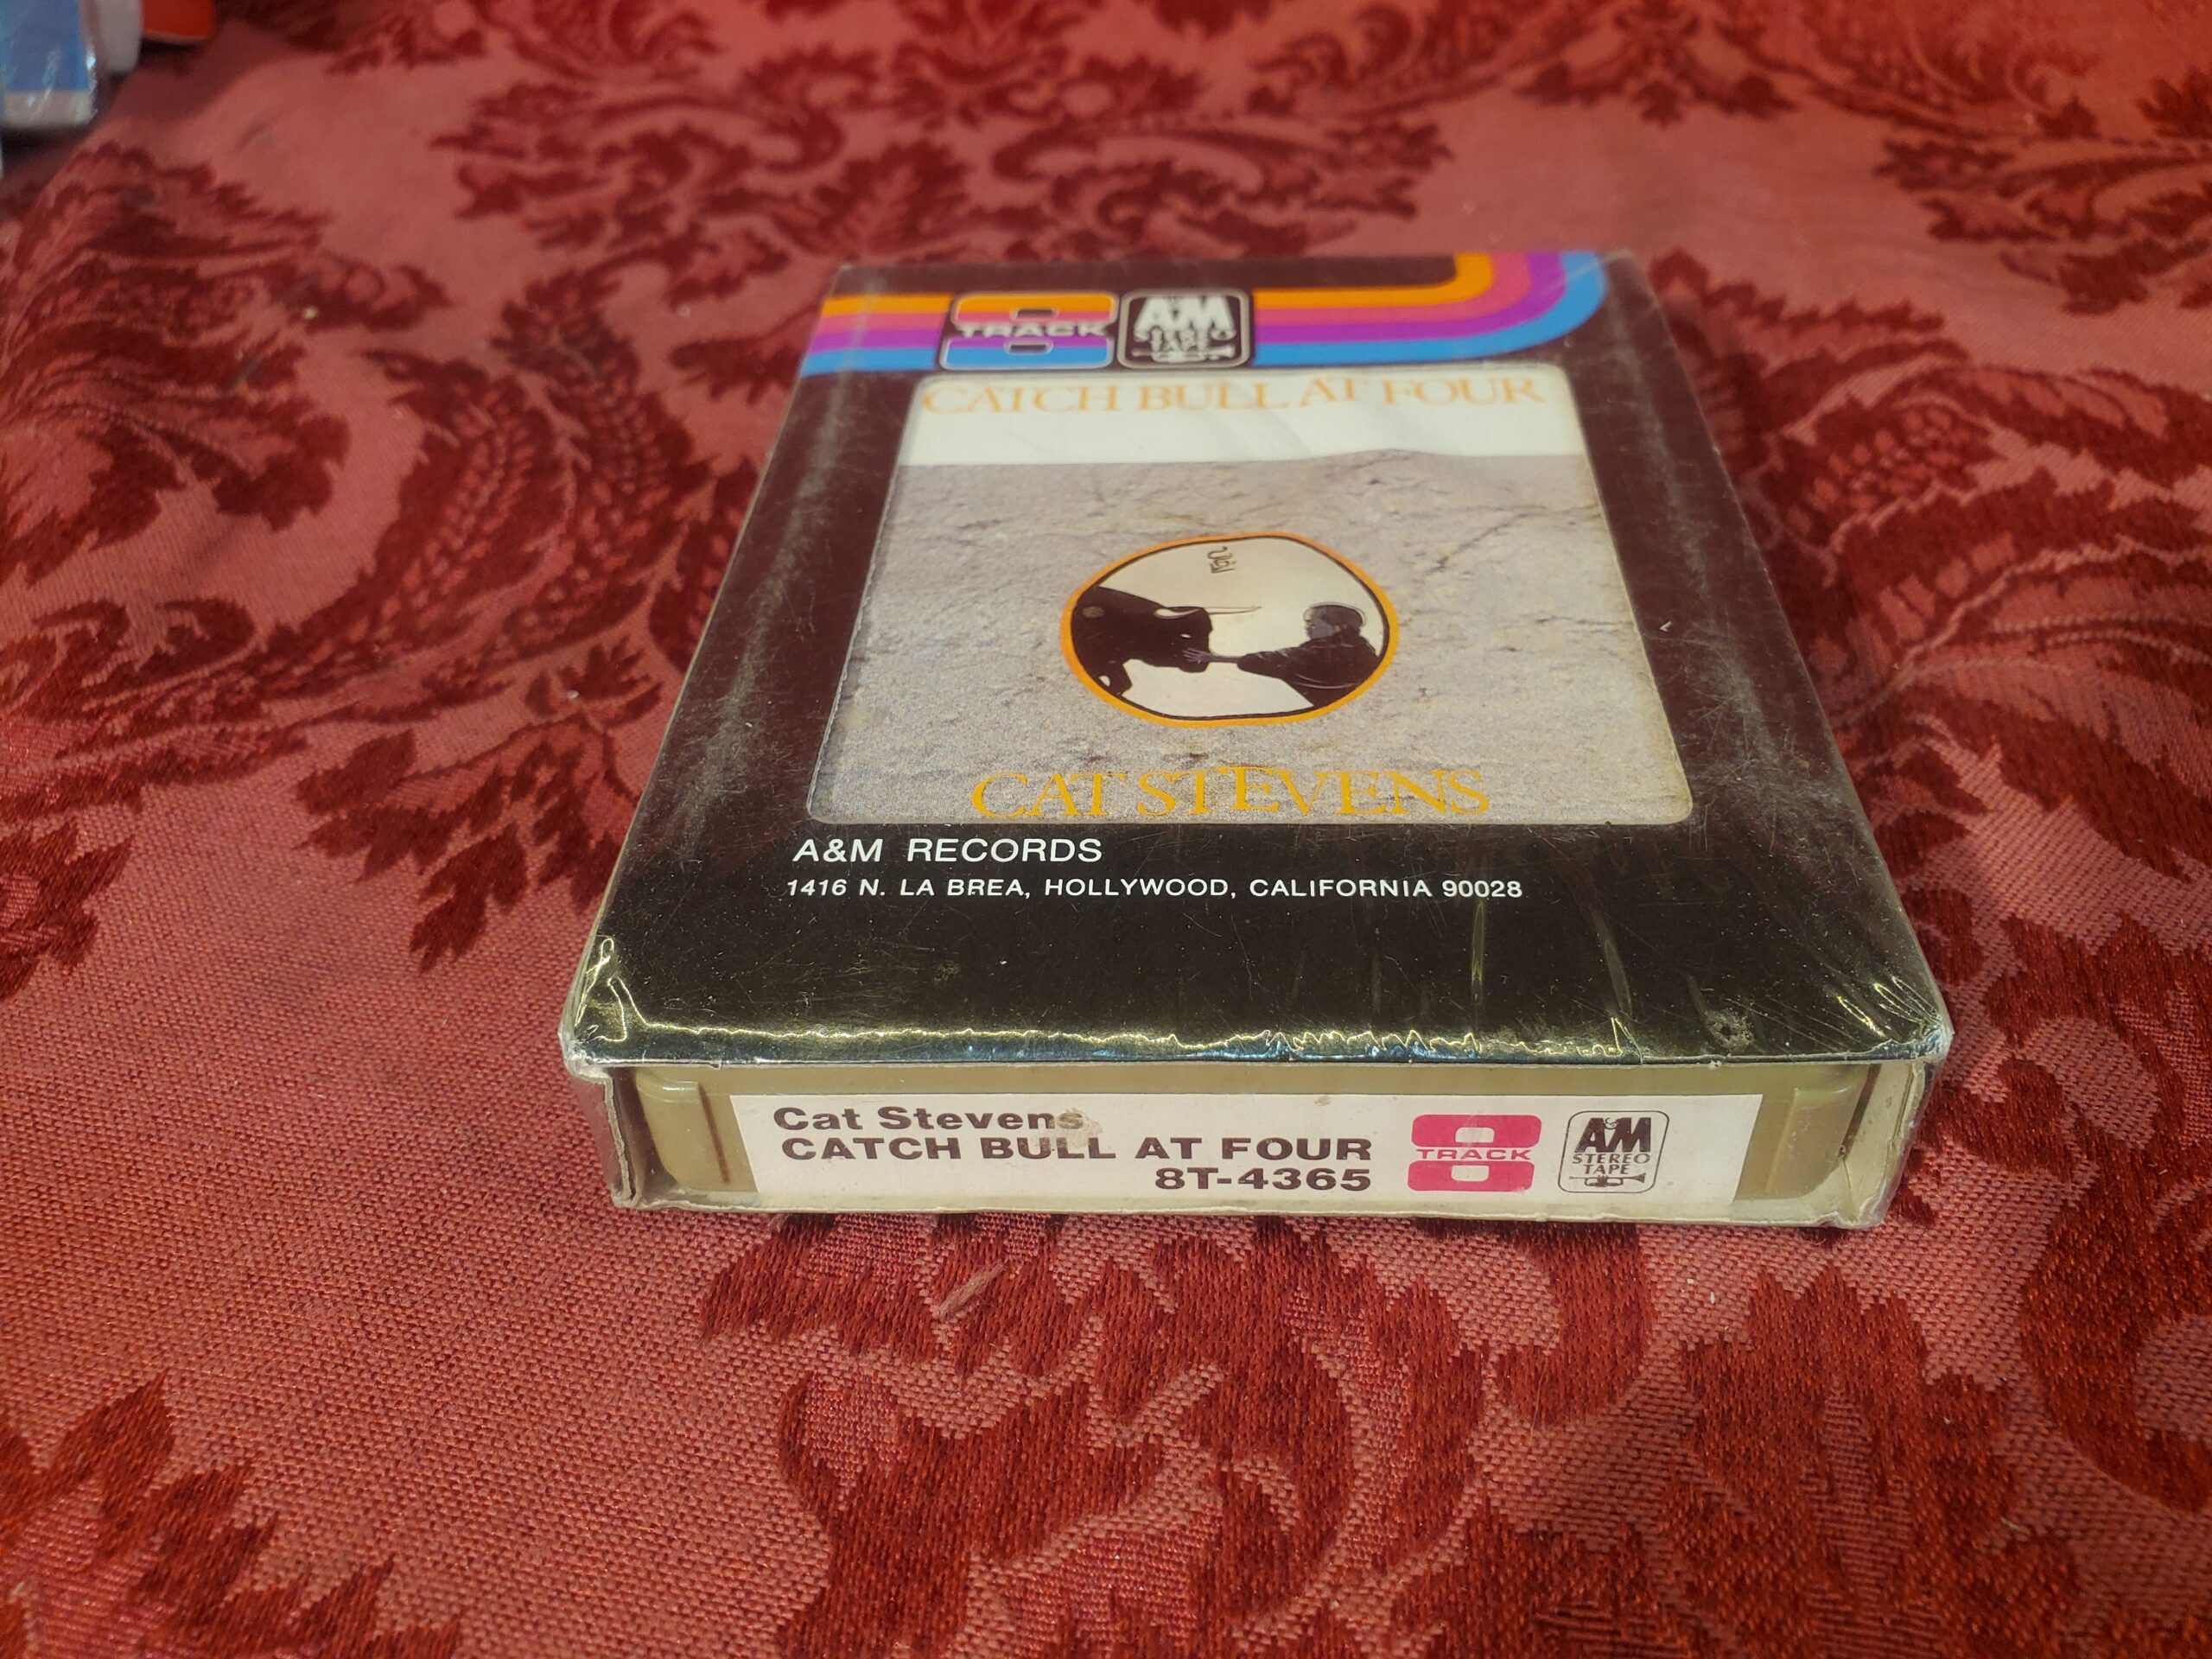 8
TRACK
A&M
STEREO
TAPE
CATCH BULL AT FOUR
CAT STEVENS
A&M RECORDS
1416 N. LA BREA, HOLLYWOOD, CALIFORNIA 90028
Cat Stevens
CATCH BULL AT FOUR
8T-4365
8
TRACK
A&M
STEREO
TAPE